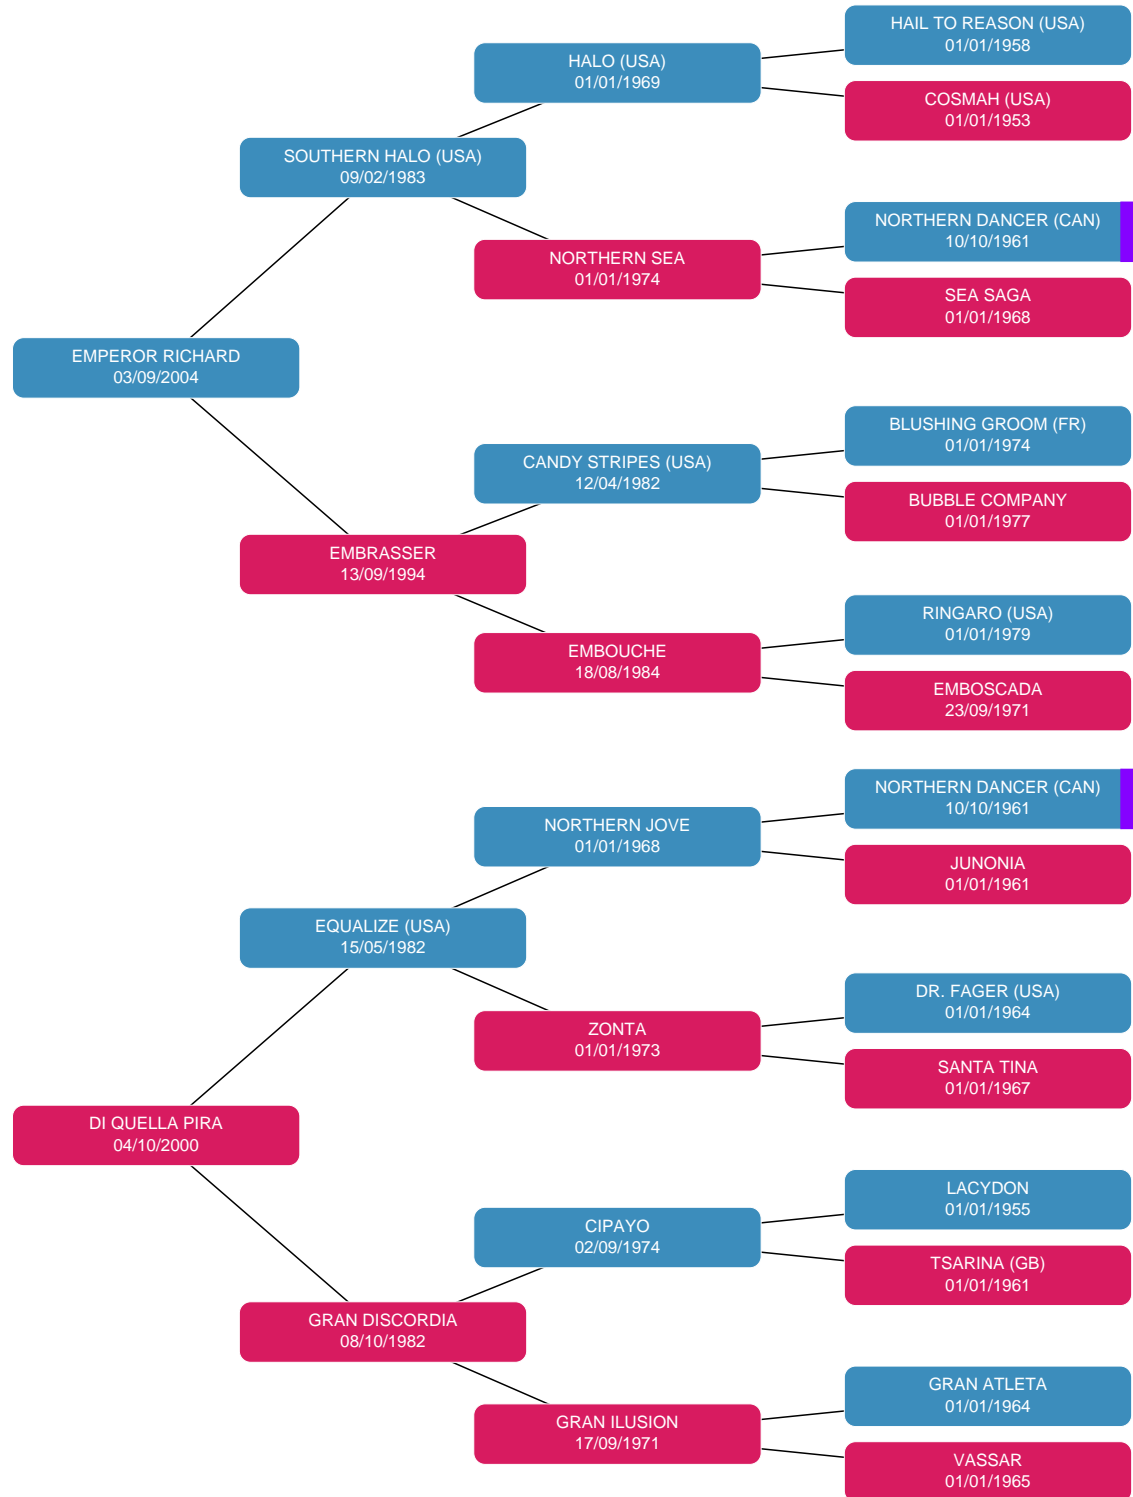 HAIL TO REASON (USA)
01/01/1958
HALO (USA)
01/01/1969
COSMAH (USA)
01/01/1953
SOUTHERN HALO (USA)
09/02/1983
NORTHERN DANCER (CAN)
10/10/1961
NORTHERN SEA
01/01/1974
SEA SAGA
01/01/1968
EMPEROR RICHARD
03/09/2004
BLUSHING GROOM (FR)
01/01/1974
CANDY STRIPES (USA)
12/04/1982
BUBBLE COMPANY
01/01/1977
EMBRASSER
13/09/1994
RINGARO (USA)
01/01/1979
EMBOUCHE
18/08/1984
EMBOSCADA
23/09/1971
NORTHERN DANCER (CAN)
10/10/1961
NORTHERN JOVE
01/01/1968
JUNONIA
01/01/1961
EQUALIZE (USA)
15/05/1982
DR. FAGER (USA)
01/01/1964
ZONTA
01/01/1973
SANTA TINA
01/01/1967
DI QUELLA PIRA
04/10/2000
LACYDON
01/01/1955
CIPAYO
02/09/1974
TSARINA (GB)
01/01/1961
GRAN DISCORDIA
08/10/1982
GRAN ATLETA
01/01/1964
GRAN ILUSION
17/09/1971
VASSAR
01/01/1965